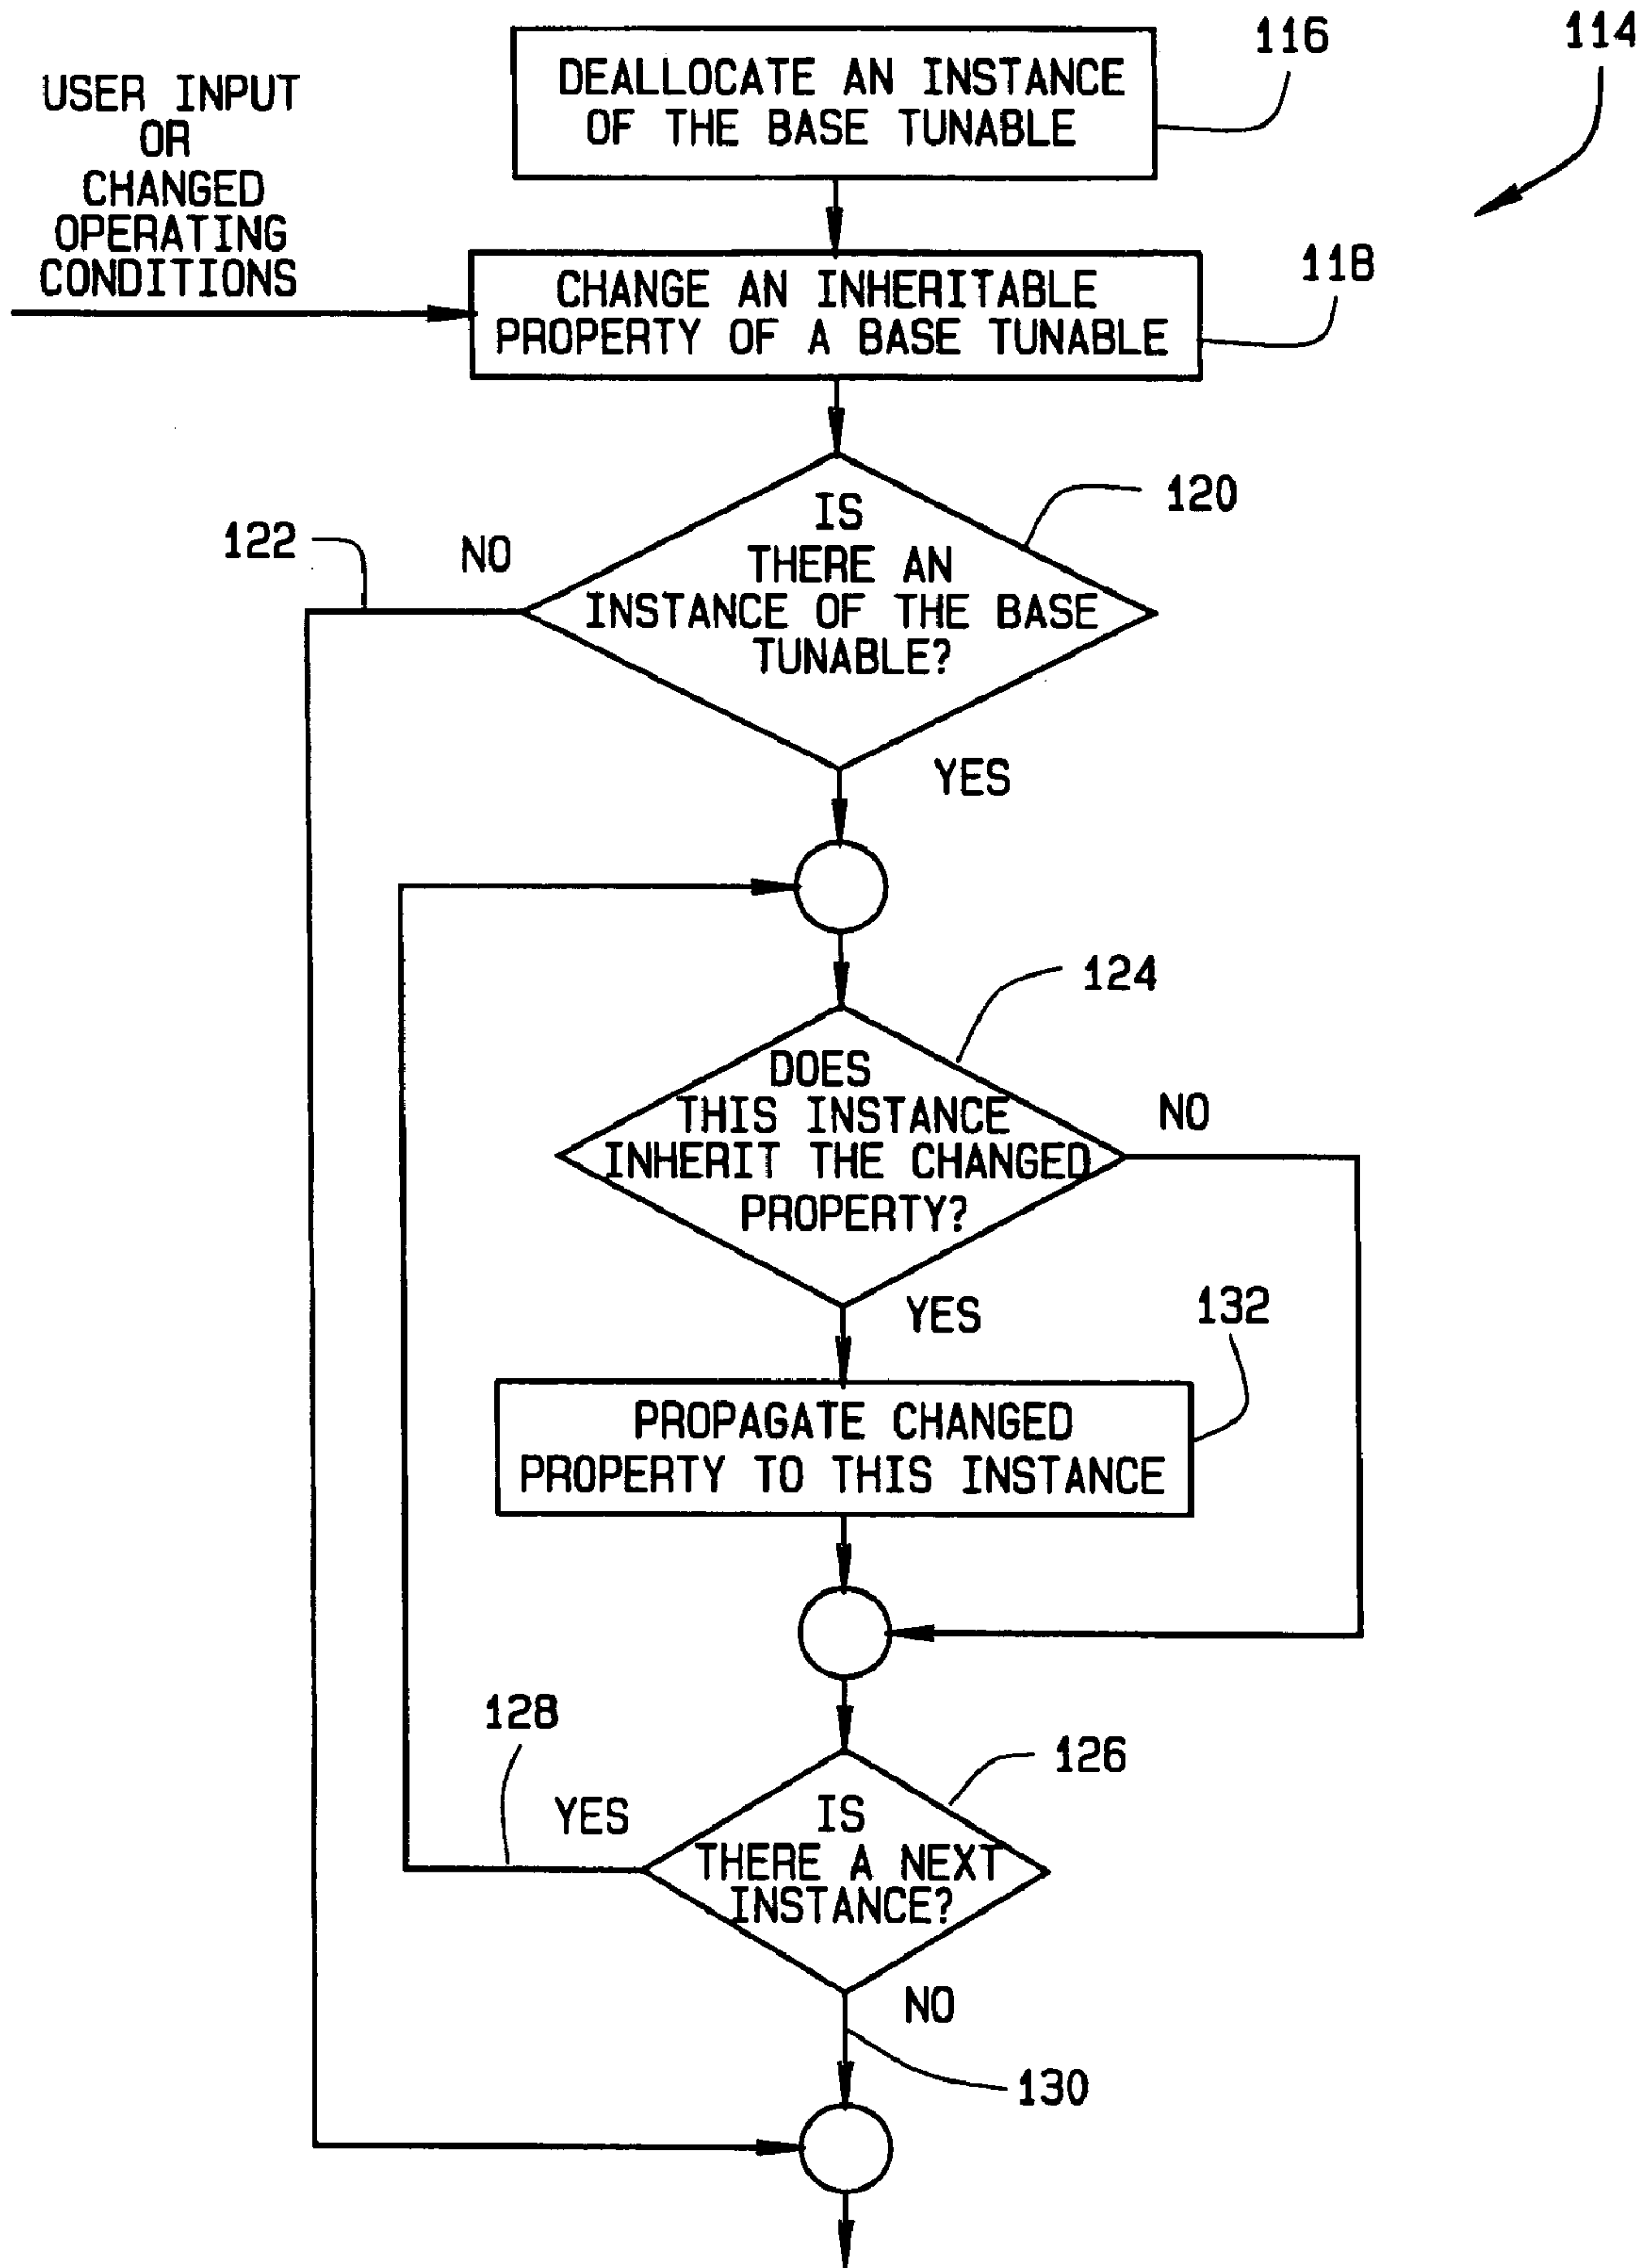 116
114
DEALLOCATE AN INSTANCE
OF THE BASE TUNABLE
USER INPUT
OR
CHANGED
OPERATING
CONDITIONS
118
CHANGE AN INHERITABLE
PROPERTY OF A BASE TUNABLE
120
IS
THERE AN
INSTANCE OF THE BASE
TUNABLE?
122
NO
YES
124
DOES
THIS INSTANCE
INHERIT THE CHANGED
PROPERTY?
NO
YES
132
PROPAGATE CHANGED
PROPERTY TO THIS INSTANCE
128
126
YES
IS
THERE A NEXT
INSTANCE?
NO
130